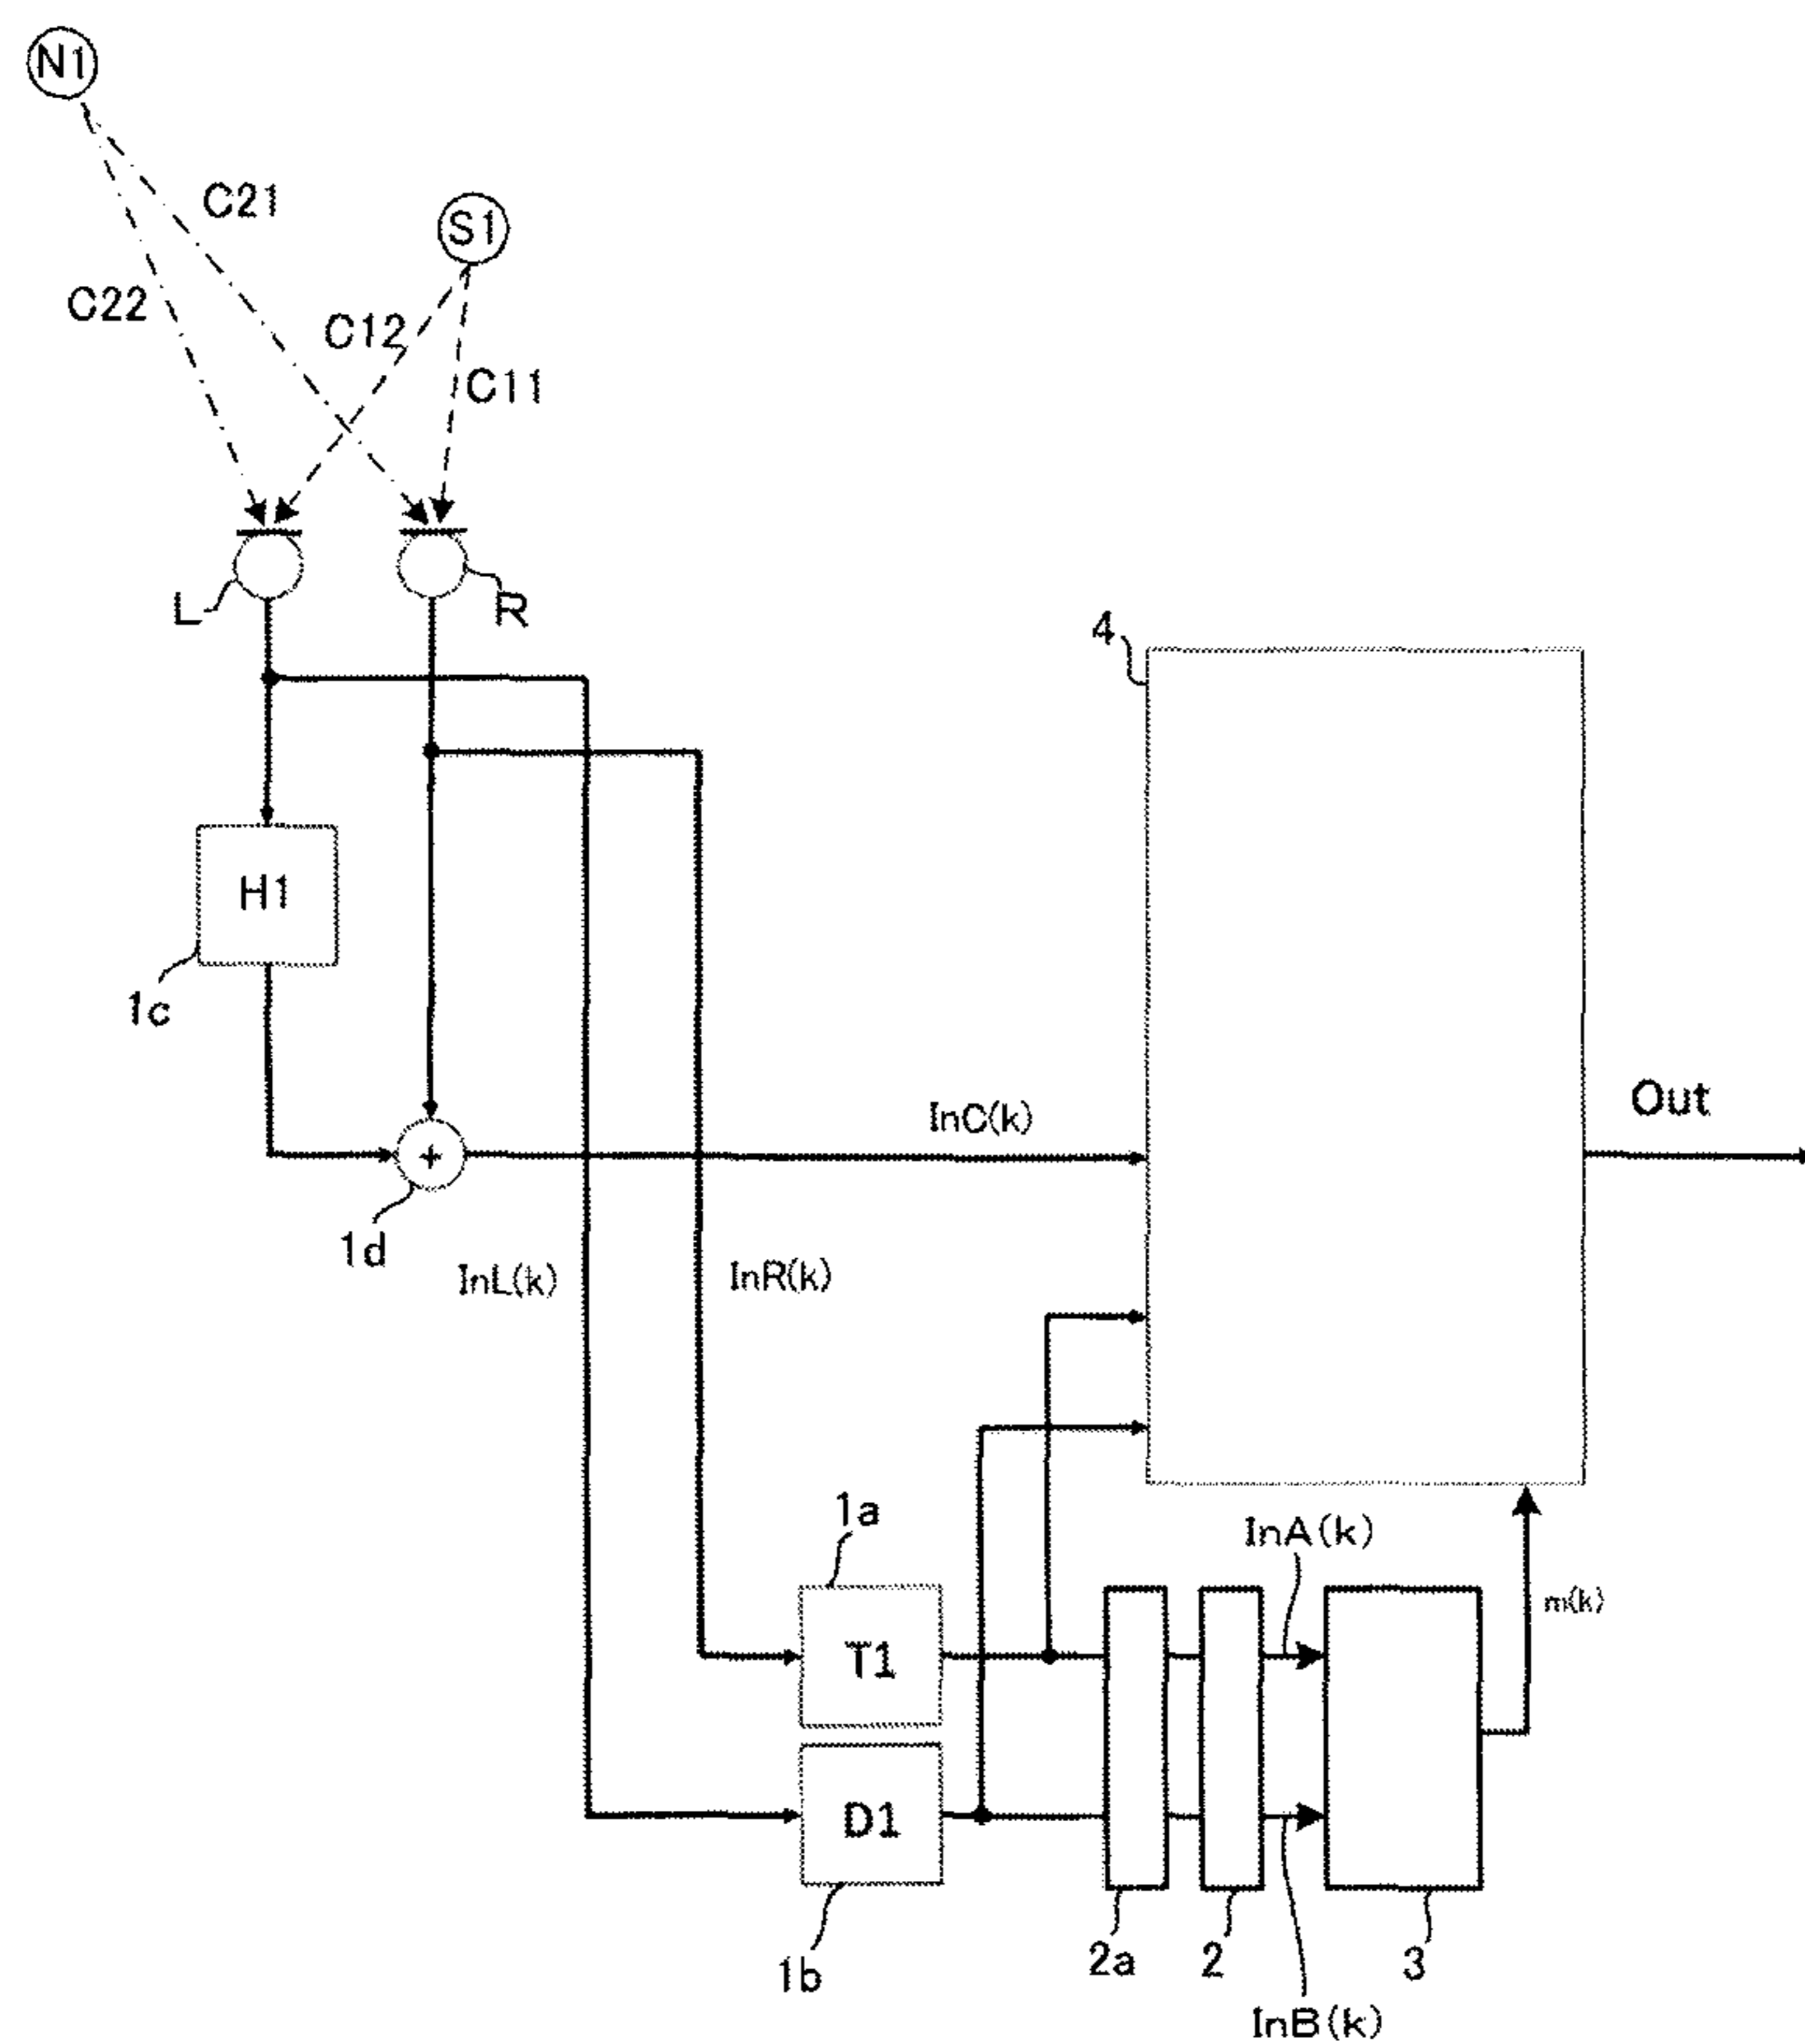 N1
C21
S1
C22
C12
C11
L
R
4
H1
1c
InC(k)
Out
1d
InL(k)
InR(k)
1a
InA(k)
m(k)
T1
D1
1b
2a
2
3
InB(k)
+